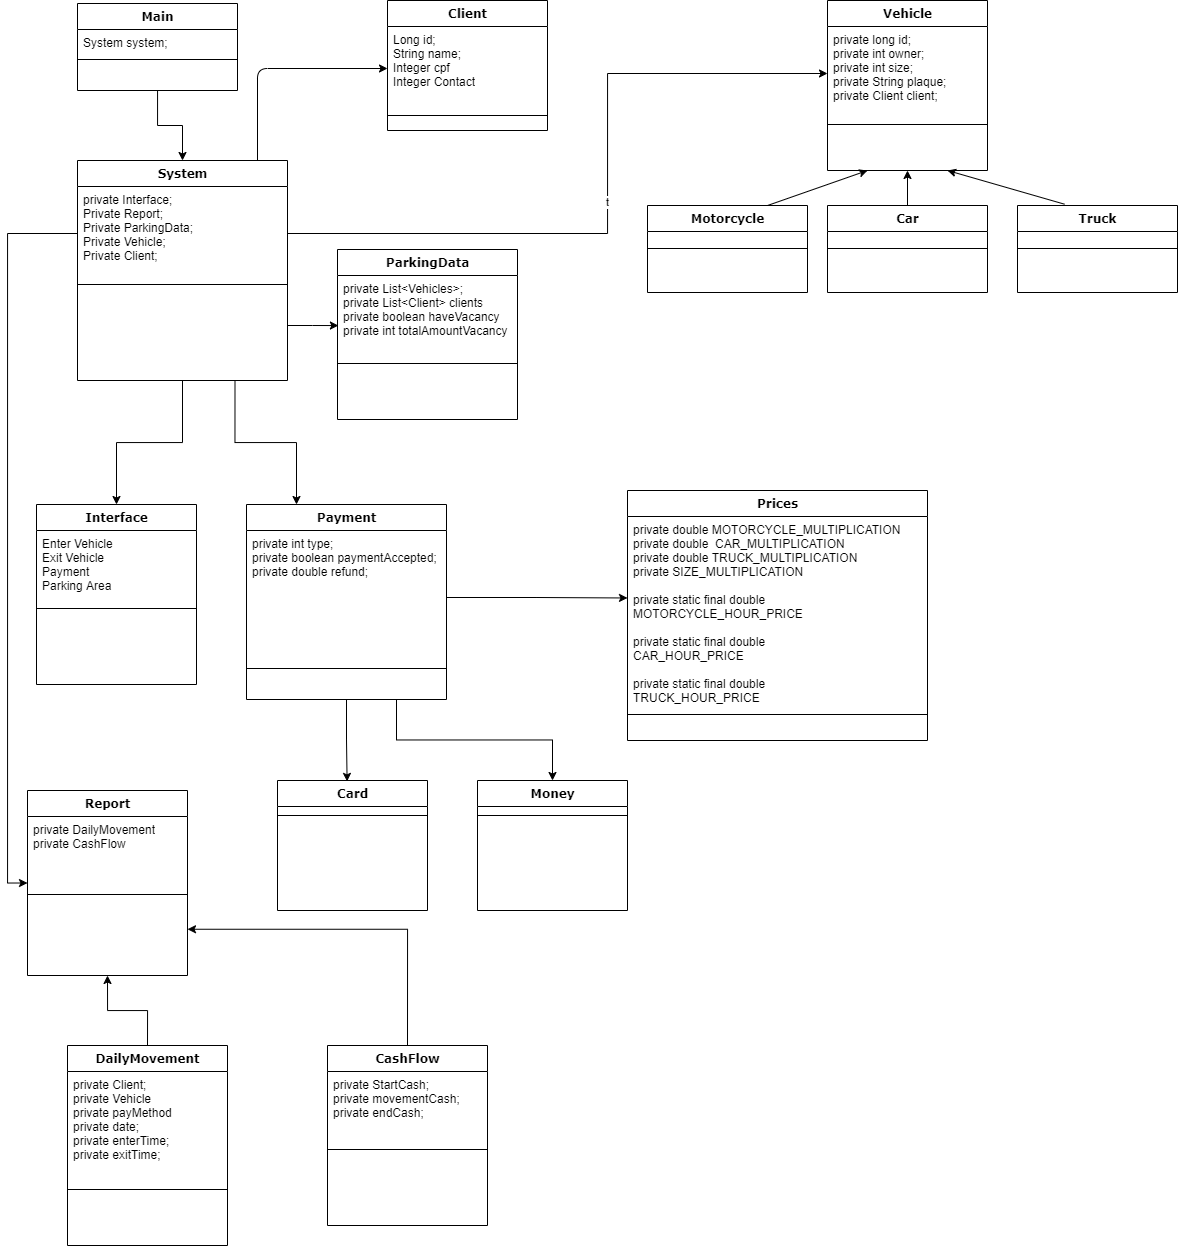 Main
System system;
Client
Long id;
String name;
Integer cpf
Integer Contact
Vehicle
private long id;
private int owner;
private int size;
private String plaque;
private Client client;
System
private Interface;
Private Report;
Private ParkingData;
Private Vehicle;
Private Client;
t
Motorcycle
Car
Truck
ParkingData
private List<Vehicles>;
private List<Client> clients
private boolean haveVacancy
private int totalAmountVacancy
Interface
Enter Vehicle
Exit Vehicle
Payment
Parking Area
Payment
private int type;
private boolean paymentAccepted;
private double refund;
Prices
private double MOTORCYCLE_MULTIPLICATION
private double  CAR_MULTIPLICATION
private double TRUCK_MULTIPLICATION
private SIZE_MULTIPLICATION
private static final double
MOTORCYCLE_HOUR_PRICE
private static final double
CAR_HOUR_PRICE
private static final double
TRUCK_HOUR_PRICE
Card
Money
Report
private DailyMovement
private CashFlow
DailyMovement
private Client;
private Vehicle
private payMethod
private date;
private enterTime;
private exitTime;
CashFlow
private StartCash;
private movementCash;
private endCash;